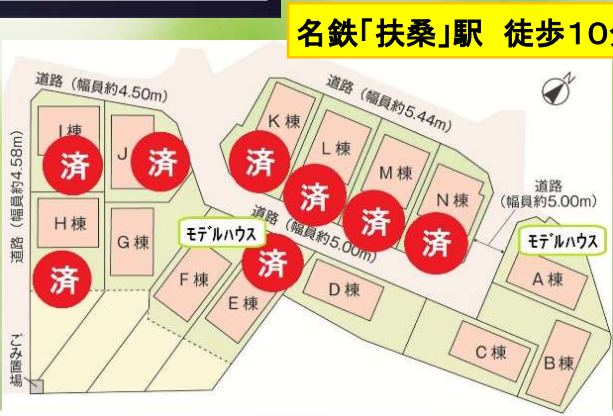 名鉄「扶桑」駅 徒歩10
道路（幅員約4.50m）
道路（幅員約5.44m）
道路（幅員約4.58m）
道路
（幅員約5.00m）
道路（幅員約5.00m）
I棟
済
J
済
K棟
済
L棟
済
M棟
済
N棟
済
H棟
済
G棟
モデルハウス
F棟
E棟
済
D棟
モデルハウス
A棟
C棟
B棟
ごみ置場
N